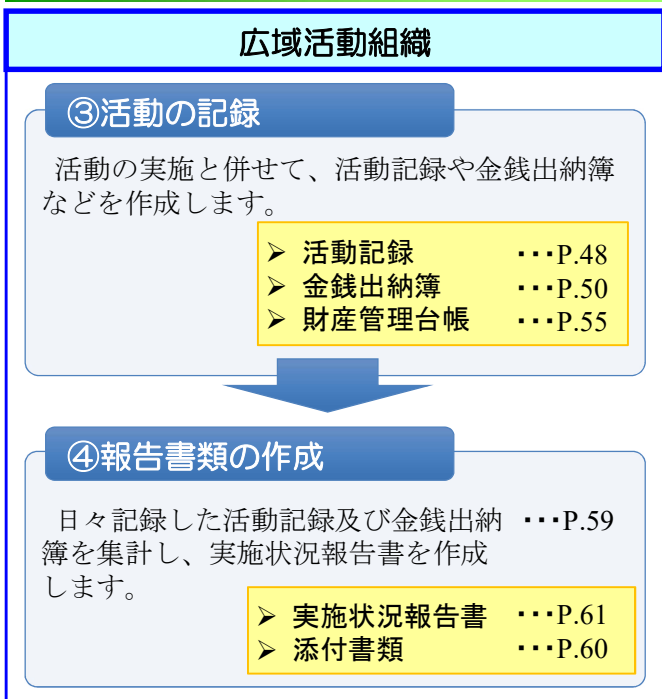 広域活動組織
③活動の記録
活動の実施と併せて、活動記録や金銭出納簿
などを作成します。
➢ 活動記録 ･･･P.48
➢ 金銭出納簿 ･･･P.50
➢ 財産管理台帳 ･･･P.55
④報告書類の作成
日々記録した活動記録及び金銭出納 ･･･P.59
簿を集計し、実施状況報告書を作成
します。
➢ 実施状況報告書 ･･･P.61
➢ 添付書類 ･･･P.60